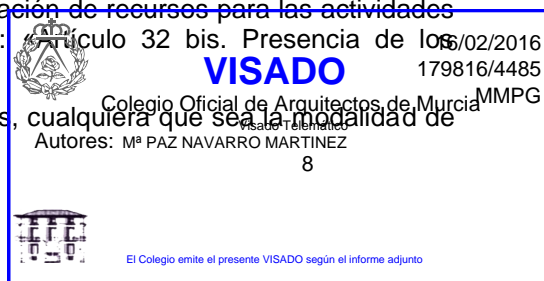 ación de recursos para las actividades
: «Artículo 32 bis. Presencia de los
16/02/2016
VISADO
179816/4485
Colegio Oficial de Arquitectos de Murcia
MMPG
s, cualquiera que sea la modalidad de
Visado Telemático
Autores: Mª PAZ NAVARRO MARTINEZ
8
El Colegio emite el presente VISADO según el informe adjunto